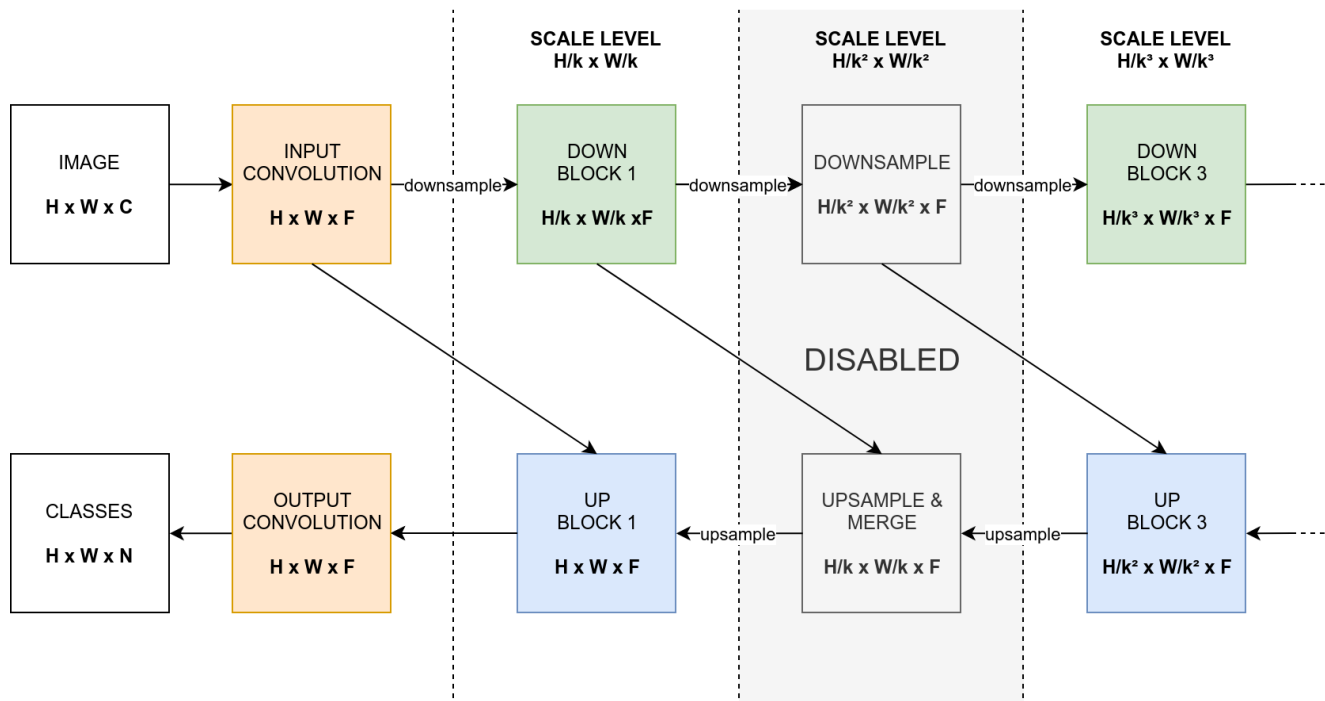 SCALE LEVEL
H/k x W/k
SCALE LEVEL
H/k² x W/k²
SCALE LEVEL
H/k³ x W/k³
IMAGE
H x W x C
INPUT
CONVOLUTION
H x W x F
downsample
DOWN
BLOCK 1
H/k x W/k xF
downsample
DOWNSAMPLE
H/k² x W/k² x F
downsample
DOWN
BLOCK 3
H/k³ x W/k³ x F
DISABLED
CLASSES
H x W x N
OUTPUT
CONVOLUTION
H x W x F
UP
BLOCK 1
H x W x F
upsample
UPSAMPLE &
MERGE
H/k x W/k x F
upsample
UP
BLOCK 3
H/k² x W/k² x F